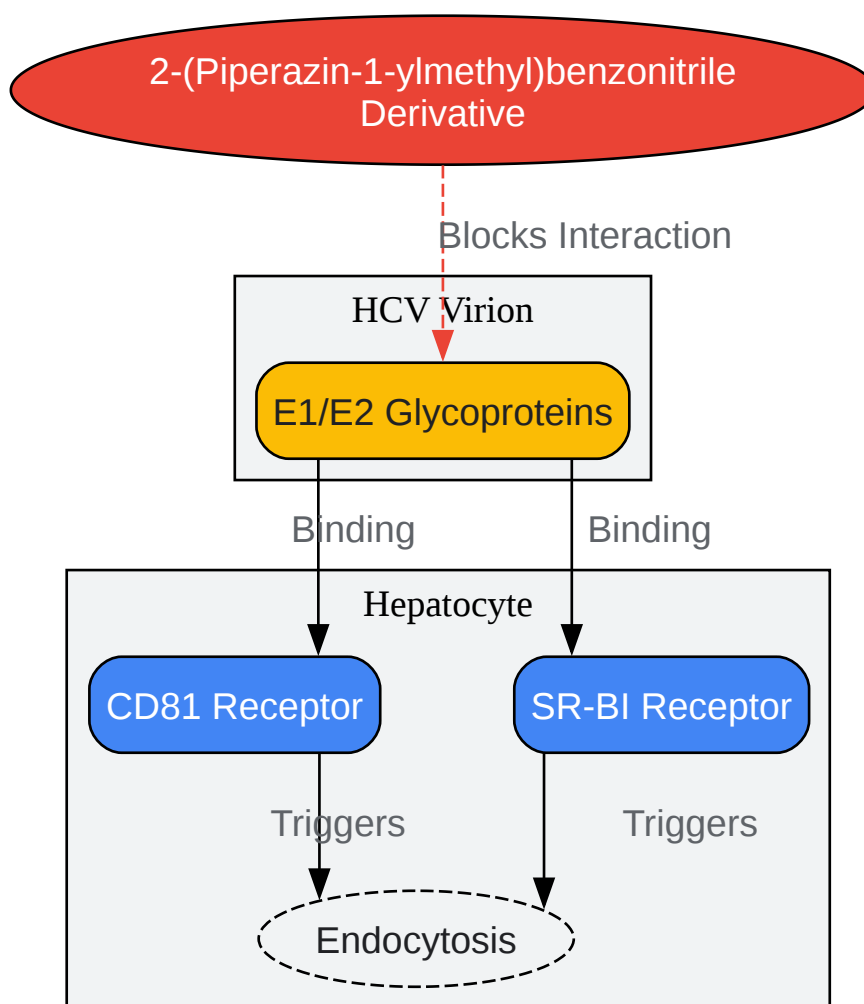 2-(Piperazin-1-ylmethyl)benzonitrile
Derivative
Blocks Interaction
HCV Virion
E1/E2 Glycoproteins
Binding
Binding
Hepatocyte
CD81 Receptor
SR-BI Receptor
Triggers
Triggers
Endocytosis